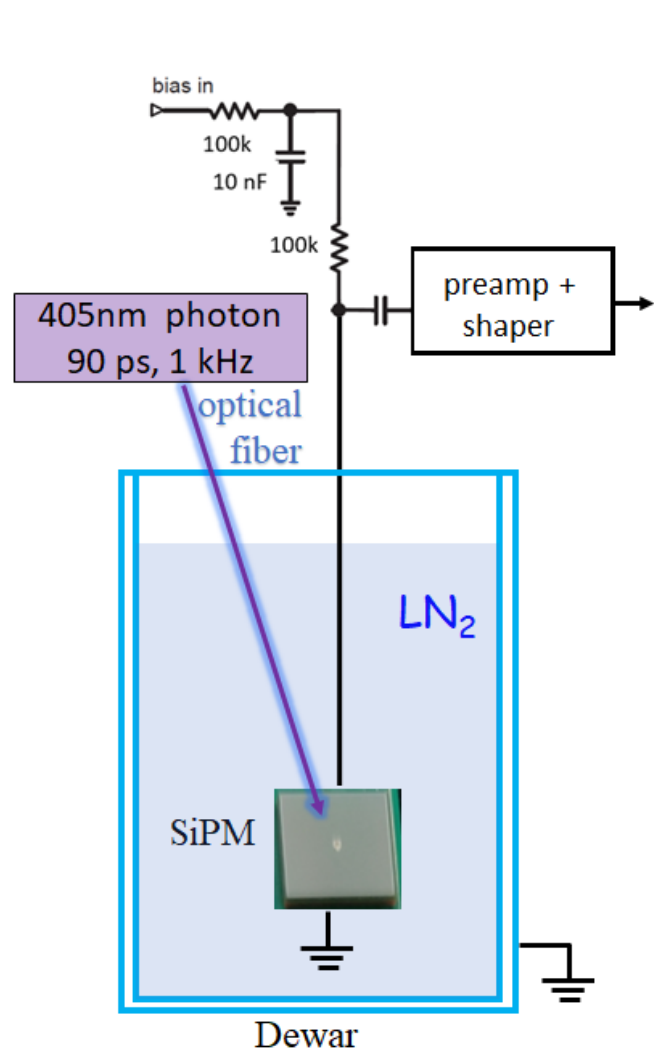 bias in
100k
10 nF
100k
preamp +
shaper
405nm photon
90 ps, 1 kHz
optical
fiber
LN₂
SiPM
Dewar